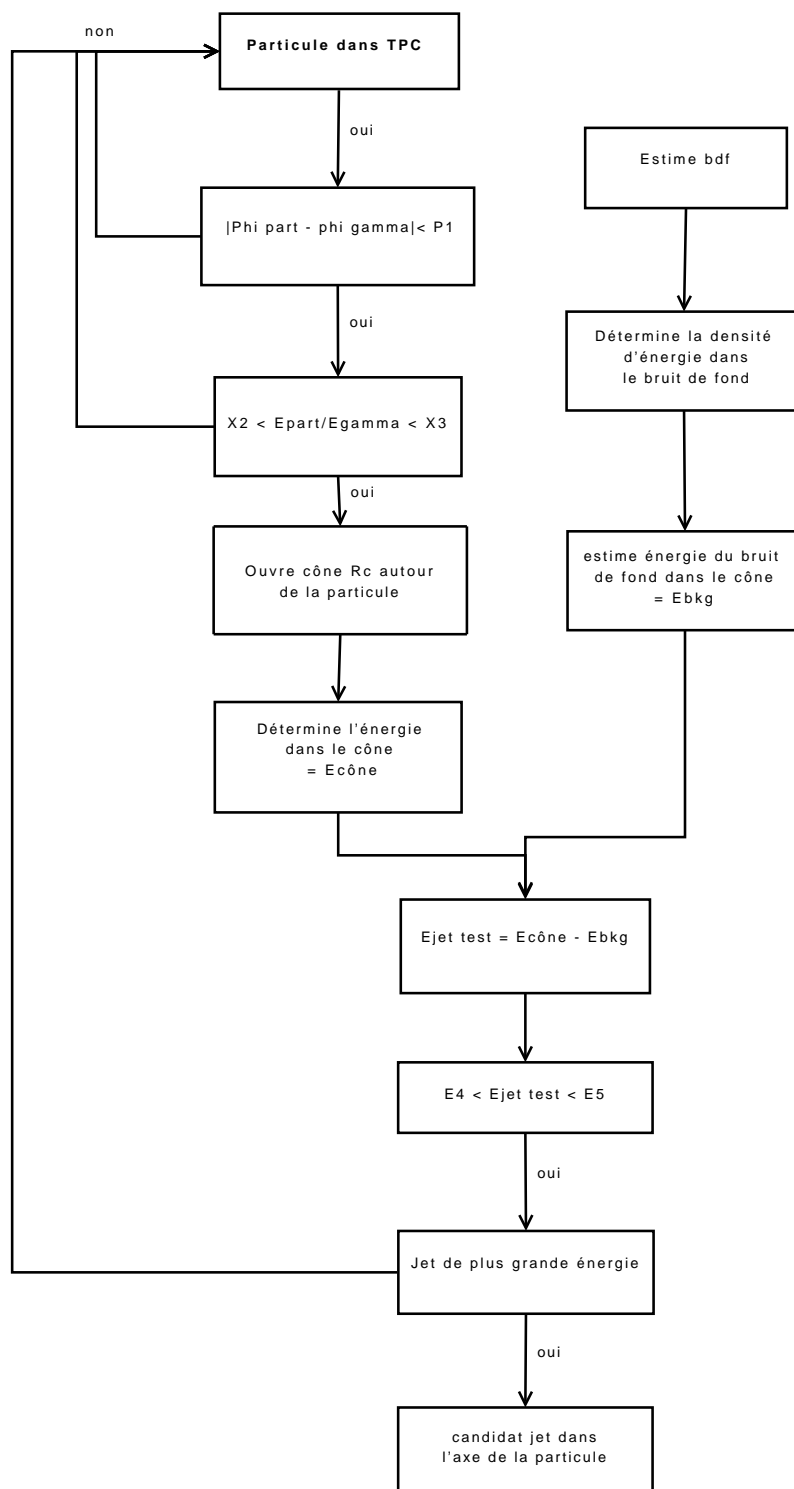 non
Particule dans TPC
oui
Estime bdf
|Phi part - phi gamma|< P1
oui
Détermine la densité
d'énergie dans
le bruit de fond
X2 < Epart/Egamma < X3
oui
estime énergie du bruit
de fond dans le cône
= Ebkg
Ouvre cône Rc autour
de la particule
Détermine l'énergie
dans le cône
= Ecône
Ejet test = Ecône - Ebkg
E4 < Ejet test < E5
oui
Jet de plus grande énergie
oui
candidat jet dans
l'axe de la particule